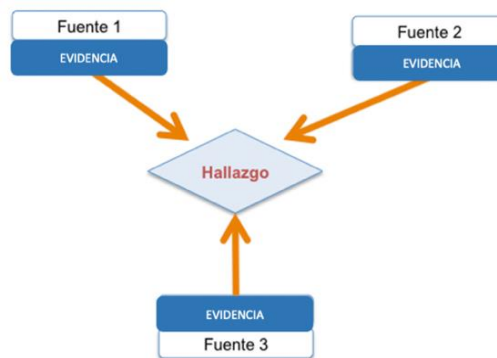 Fuente 1
EVIDENCIA
Fuente 2
EVIDENCIA
Hallazgo
EVIDENCIA
Fuente 3